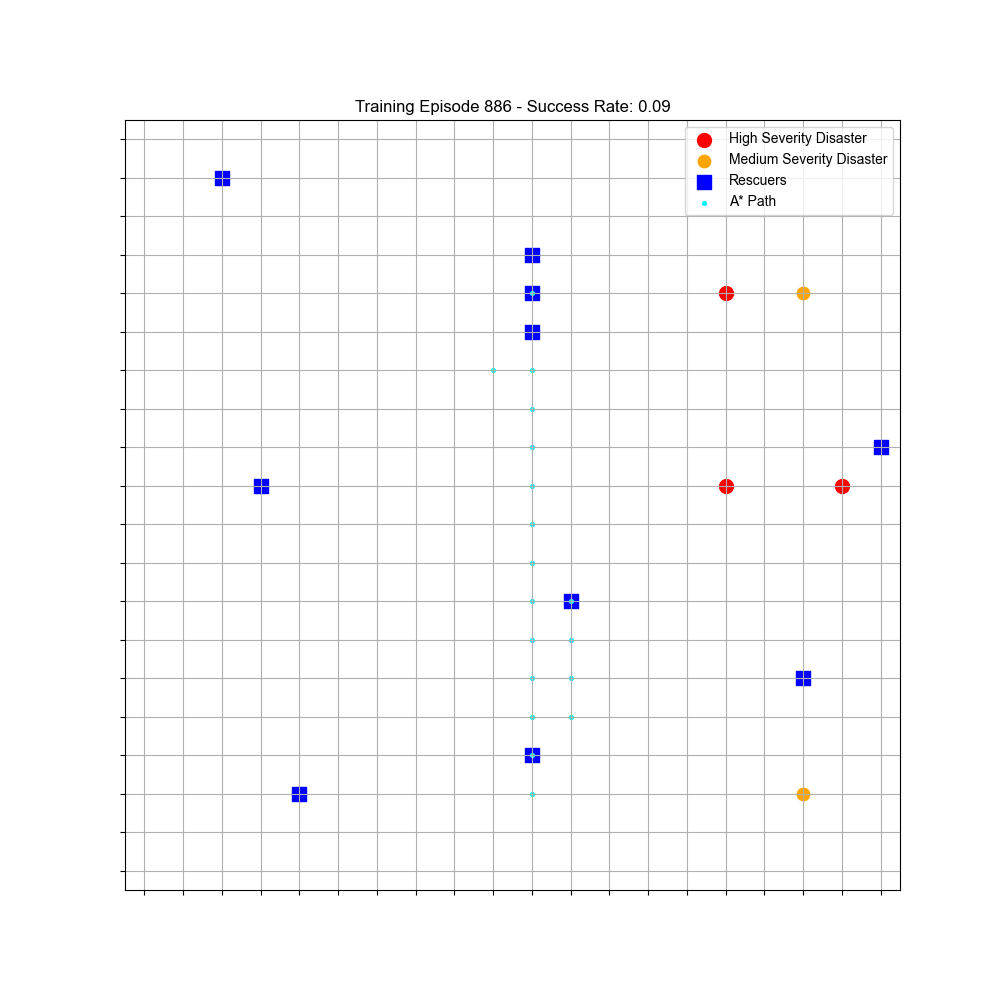 Training Episode 886 - Success Rate: 0.09
High Severity Disaster
Medium Severity Disaster
Rescuers
A* Path